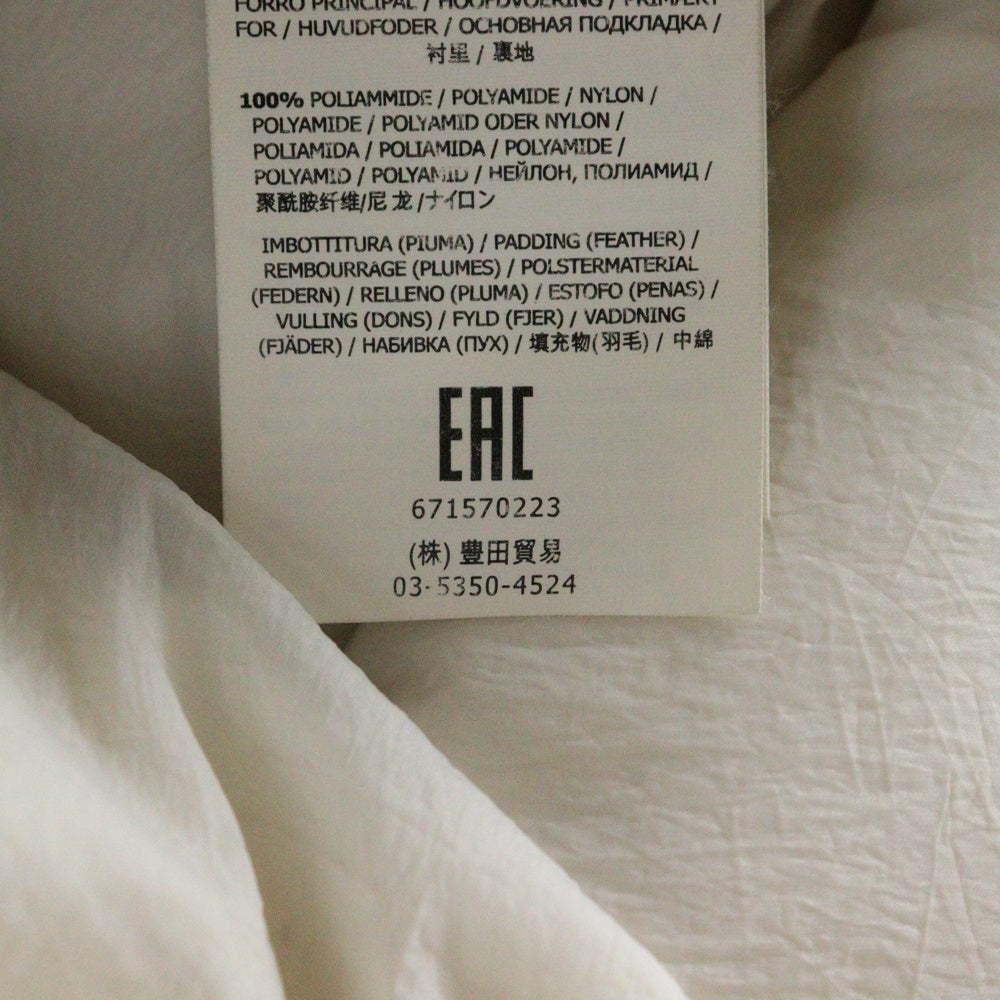 FORRO PRINCIPAL / HOOFDVOERING / PRIMÆRT
FOR / HUVUDFODER / ОСНОВНАЯ ПОДКЛАДКА /
衬里 / 裏地
100% POLIAMMIDE / POLYAMIDE / NYLON /
POLYAMIDE / POLYAMID ODER NYLON /
POLIAMIDA / POLIAMIDA / POLYAMIDE /
POLYAMID / POLYAMID / НЕЙЛОН, ПОЛИАМИД /
聚酰胺纤维/尼龙/ナイロン
IMBOTTITURA (PIUMA) / PADDING (FEATHER) /
REMBOURRAGE (PLUMES) / POLSTERMATERIAL
(FEDERN) / RELLENO (PLUMA) / ESTOFO (PENAS) /
VULLING (DONS) / FYLD (FJER) / VADDNING
(FJÄDER) / НАБИВКА (ПУХ) / 填充物(羽毛) / 中綿
EAC
671570223
(株) 豊田貿易
03-5350-4524